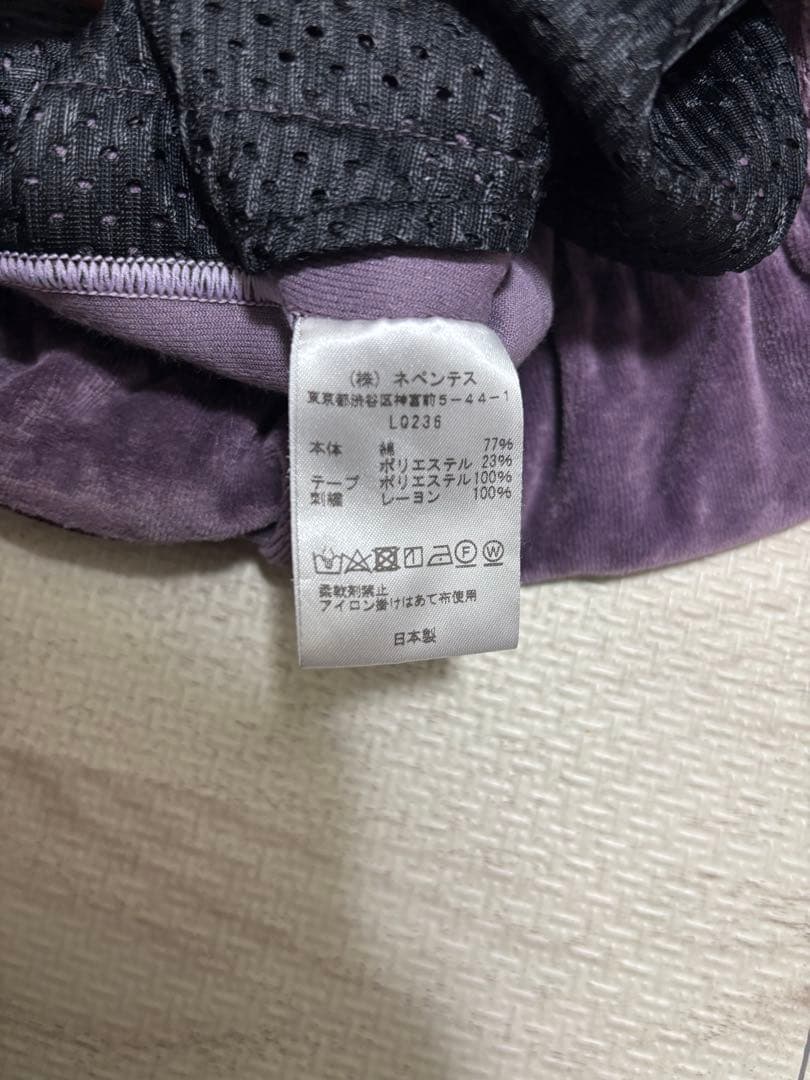 (株) ネペンテス
東京都渋谷区神宮前5-44-1
LQ236
本体 綿 77%
ポリエステル 23%
テープ ポリエステル 100%
刺繍 レーヨン 100%
F W
柔軟剤禁止
アイロン掛けはあて布使用
日本製